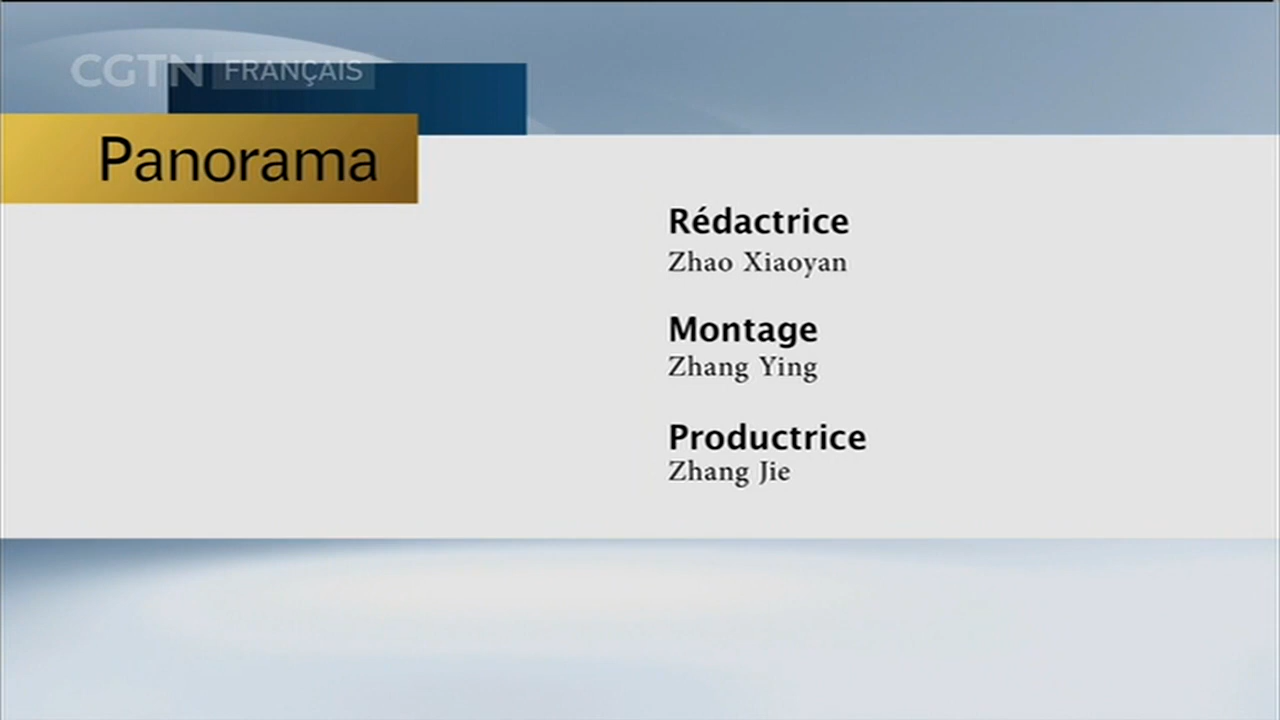 CGTN FRANÇAIS
Panorama
Rédactrice
Zhao Xiaoyan
Montage
Zhang Ying
Productrice
Zhang Jie